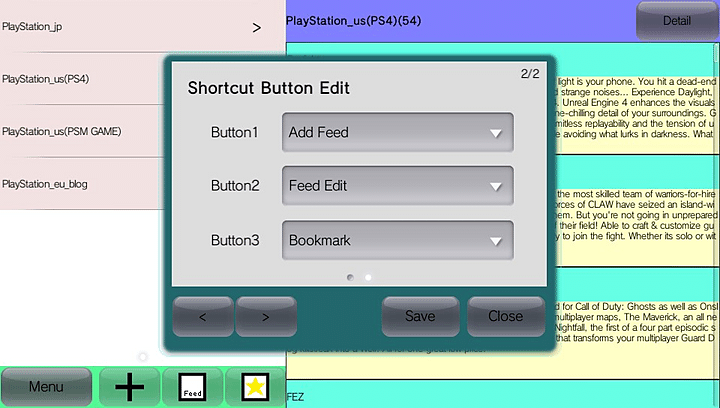 PlayStation_jp
>
PlayStation_us(PS4)
PlayStation_us(PSM GAME)
PlayStation_eu_blog
PlayStation_us(PS4)(54)
Detail
2/2
Shortcut Button Edit
Button1
Add Feed
Button2
Feed Edit
Button3
Bookmark
<
>
Save
Close
light is your phone. You hit a dead-end
strange noises... Experience Daylight,
Unreal Engine 4 enhances the visuals
ne-chilling detail of your surroundings. G
mitless replayability and the tension of u
avoiding what lurks in darkness. What
the most skilled team of warriors-for-hire
rces of CLAW have seized an island-wi
em. But you're not going in unprepared
their field! Able to craft & customize gu
y to join the fight. Whether its solo or wit
d for Call of Duty: Ghosts as well as Onsl
multiplayer maps, The Maverick, an all ne
Nightfall, the first of a four part episodic s
that transforms your multiplayer Guard D
FEZ
Menu
Feed